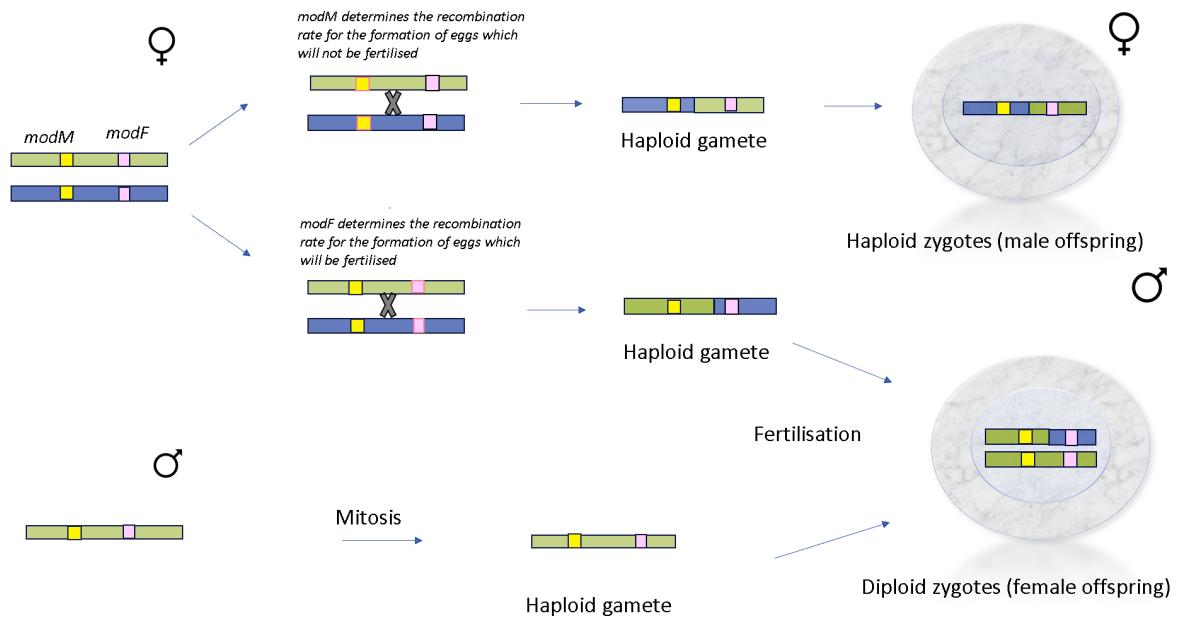 modM determines the recombination
rate for the formation of eggs which
will not be fertilised
modM
modF
Haploid gamete
Haploid zygotes (male offspring)
modF determines the recombination
rate for the formation of eggs which
will be fertilised
Haploid gamete
Fertilisation
Mitosis
Haploid gamete
Diploid zygotes (female offspring)